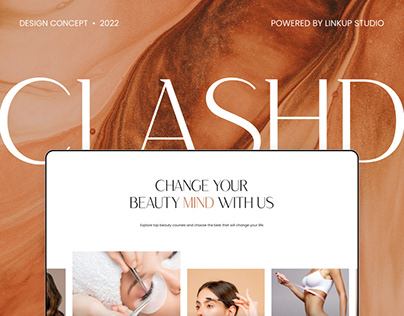 DESIGN CONCEPT • 2022
POWERED BY LINKUP STUDIO
CLASHD
CHANGE YOUR
BEAUTY MIND WITH US
Explore top beauty courses and choose the best that will change your life